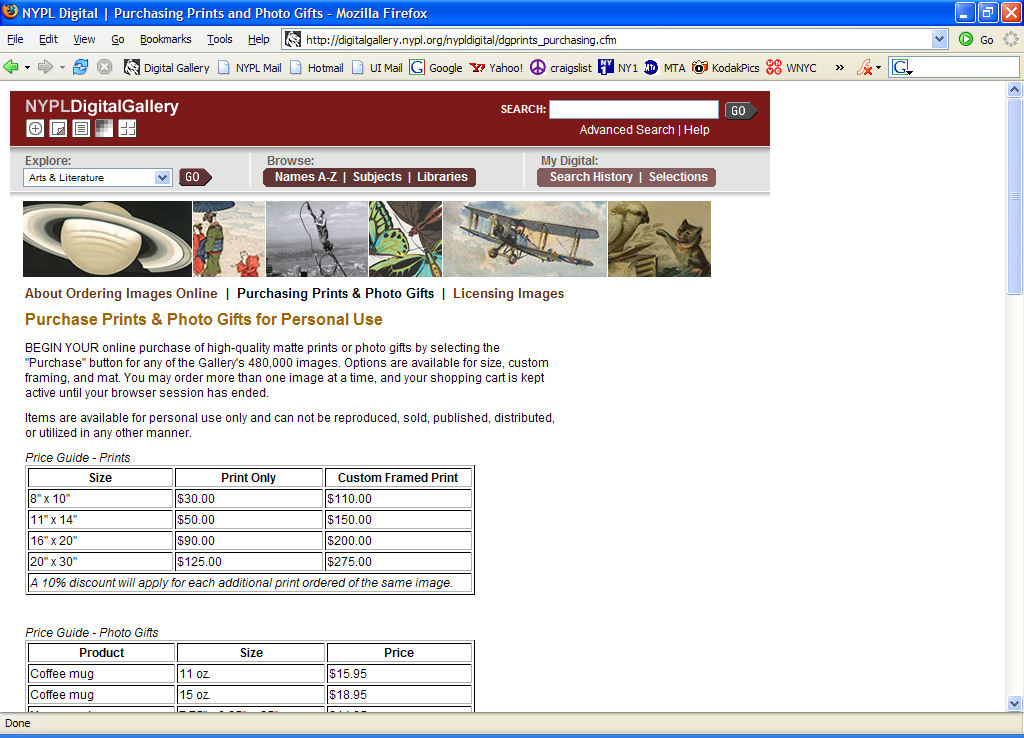 NYPL Digital | Purchasing Prints and Photo Gifts - Mozilla Firefox
File Edit View Go Bookmarks Tools Help http://digitalgallery.nypl.org/nypldigital/dgprints_purchasing.cfm Go
Digital Gallery NYPL Mail Hotmail UI Mail Google Yahoo! craigslist NY1 MTA KodakPics WNYC »
NYPLDigitalGallery
SEARCH: GO
Advanced Search | Help
Explore: Browse: My Digital:
Arts & Literature GO Names A-Z | Subjects | Libraries Search History | Selections
About Ordering Images Online | Purchasing Prints & Photo Gifts | Licensing Images
Purchase Prints & Photo Gifts for Personal Use
BEGIN YOUR online purchase of high-quality matte prints or photo gifts by selecting the
"Purchase" button for any of the Gallery's 480,000 images. Options are available for size, custom
framing, and mat. You may order more than one image at a time, and your shopping cart is kept
active until your browser session has ended.
Items are available for personal use only and can not be reproduced, sold, published, distributed,
or utilized in any other manner.
Price Guide - Prints
Size Print Only Custom Framed Print
8" x 10" $30.00 $110.00
11" x 14" $50.00 $150.00
16" x 20" $90.00 $200.00
20" x 30" $125.00 $275.00
A 10% discount will apply for each additional print ordered of the same image.
Price Guide - Photo Gifts
Product Size Price
Coffee mug 11 oz. $15.95
Coffee mug 15 oz. $18.95
Done